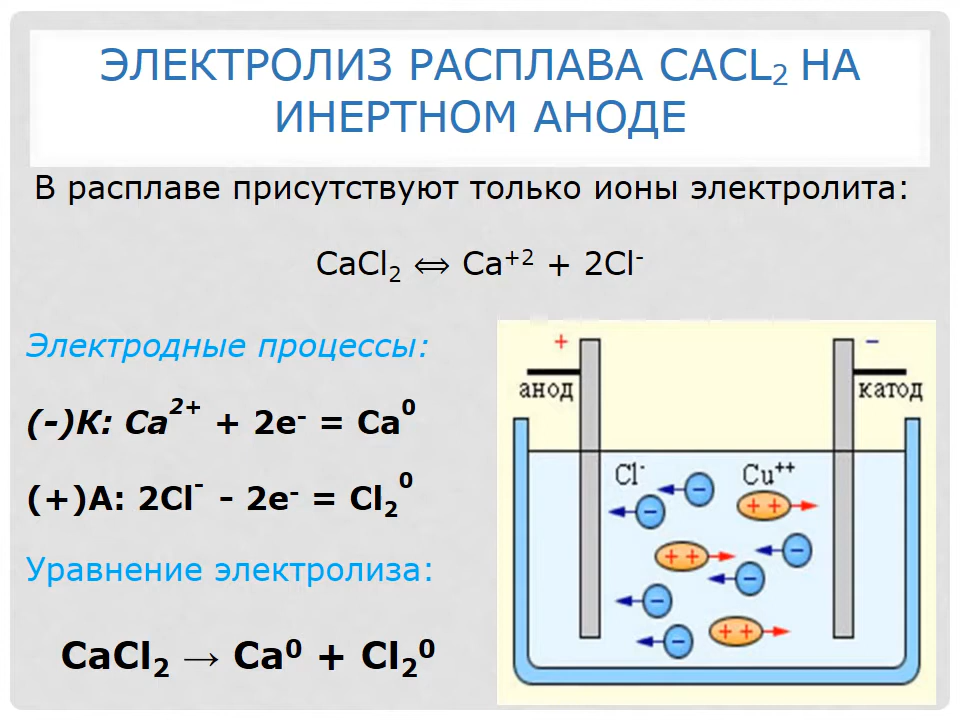 ЭЛЕКТРОЛИЗ РАСПЛАВА CACL₂ НА
ИНЕРТНОМ АНОДЕ
В расплаве присутствуют только ионы электролита:
CaCl₂ ⇔ Ca⁺² + 2Cl⁻
Электродные процессы:
(-)К: Ca²⁺ + 2e⁻ = Ca⁰
(+)А: 2Cl⁻ – 2e⁻ = Cl₂⁰
Уравнение электролиза:
CaCl₂ → Ca⁰ + Cl₂⁰
+ −
анод катод
Cl⁻ Cu⁺⁺
− + +
−
+ + −
−
−
− + +